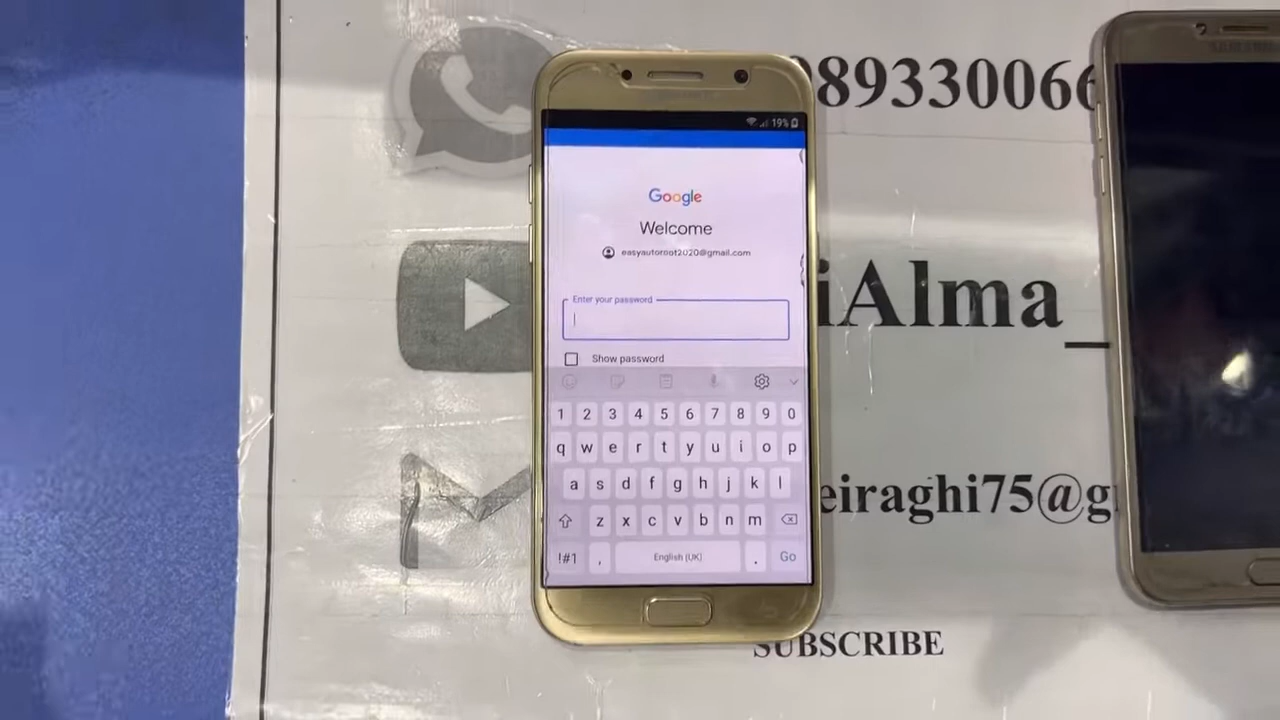 89330066
19%
Google
Welcome
easyautoroot2020@gmail.com
iAlma_
Enter your password
Show password
1 2 3 4 5 6 7 8 9 0
q w e r t y u i o p
a s d f g h j k l
eiraghi75@g
z x c v b n m
!#1 , English (UK) . Go
SUBSCRIBE